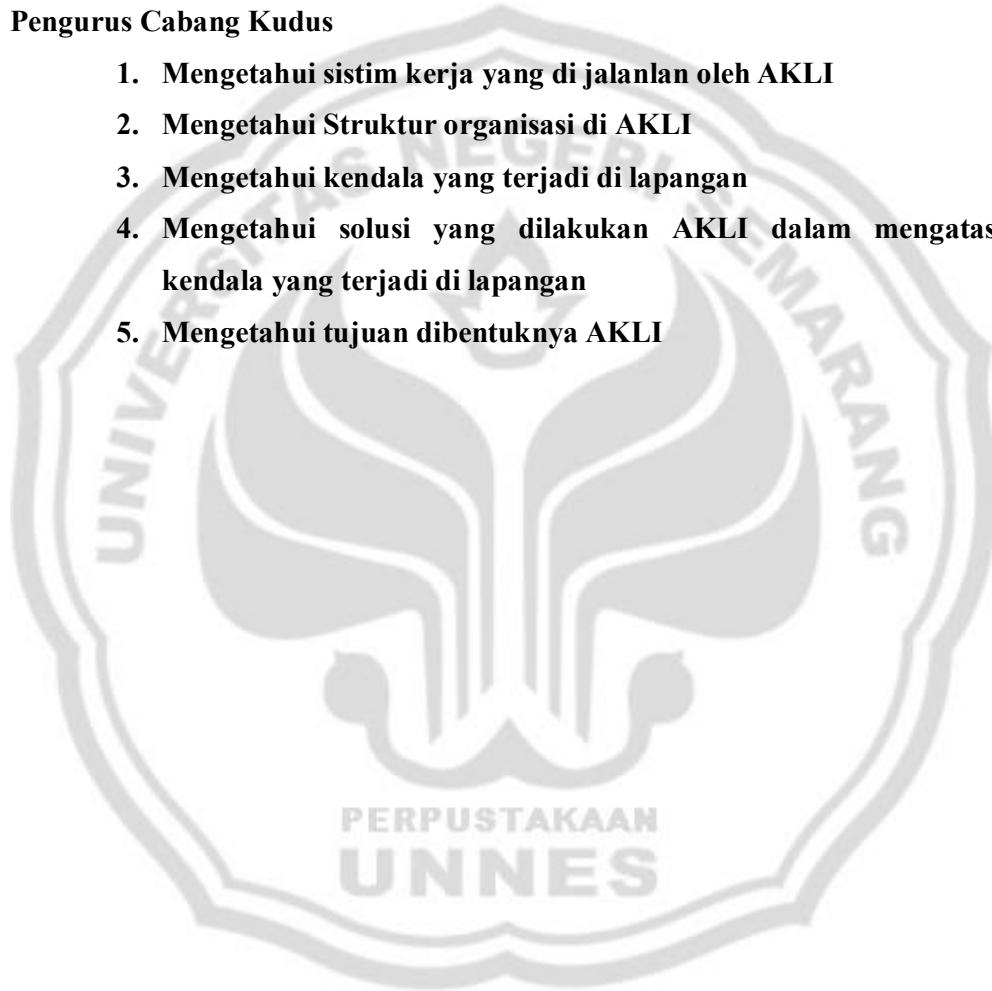 Pengurus Cabang Kudus
1. Mengetahui sistim kerja yang di jalanlan oleh AKLI
2. Mengetahui Struktur organisasi di AKLI
3. Mengetahui kendala yang terjadi di lapangan
4. Mengetahui solusi yang dilakukan AKLI dalam mengatas
kendala yang terjadi di lapangan
5. Mengetahui tujuan dibentuknya AKLI
UNIVERSITAS NEGERI SEMARANG
PERPUSTAKAAN
UNNES